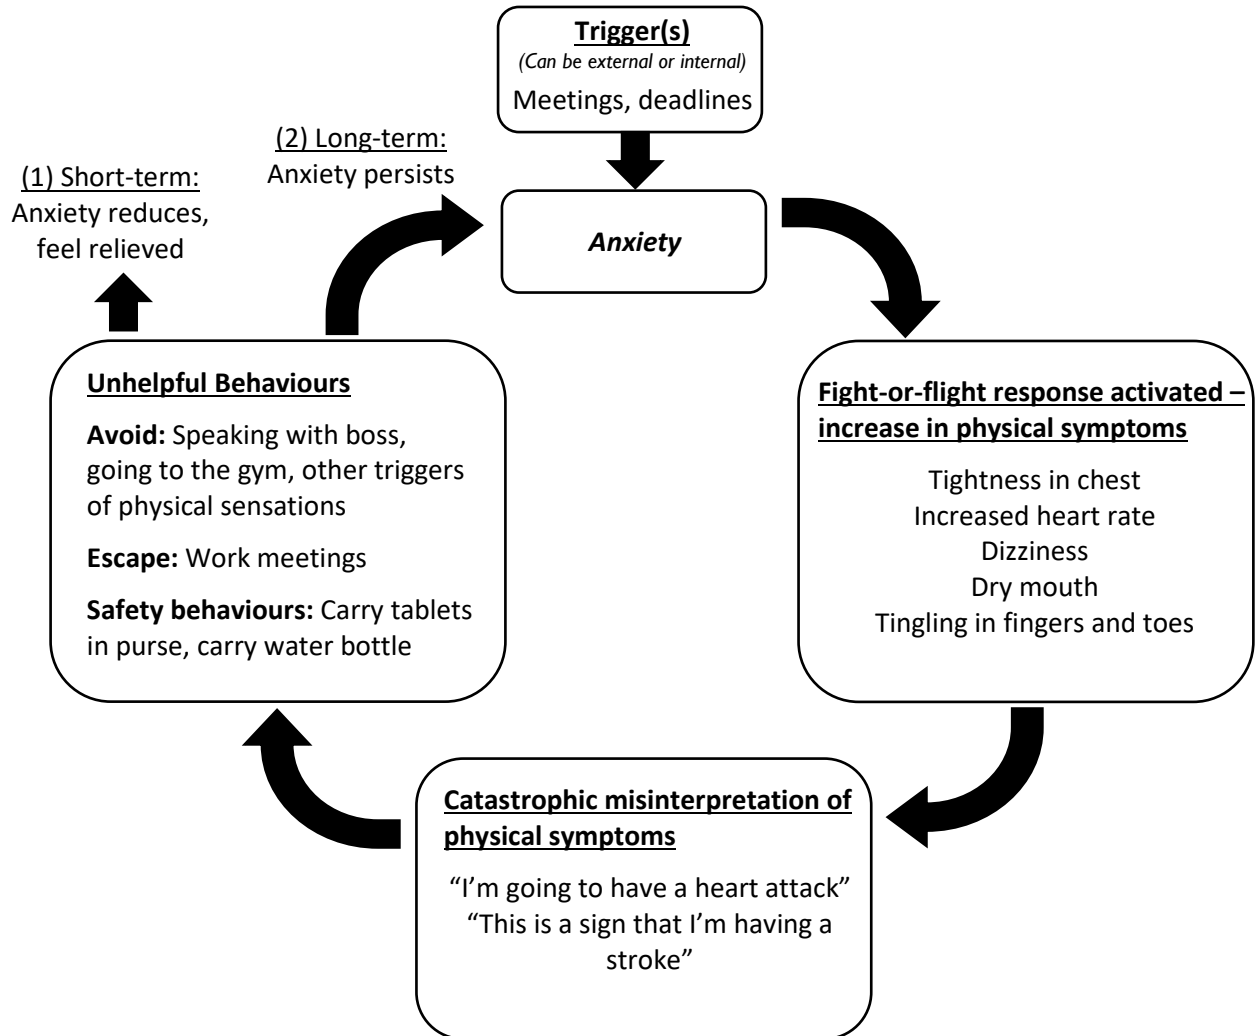 Trigger(s)
(Can be external or internal)
Meetings, deadlines
(2) Long-term:
Anxiety persists
(1) Short-term:
Anxiety reduces,
feel relieved
Anxiety
Fight-or-flight response activated –
increase in physical symptoms
Tightness in chest
Increased heart rate
Dizziness
Dry mouth
Tingling in fingers and toes
Catastrophic misinterpretation of
physical symptoms
“I’m going to have a heart attack”
“This is a sign that I’m having a
stroke”
Unhelpful Behaviours
Avoid: Speaking with boss,
going to the gym, other triggers
of physical sensations
Escape: Work meetings
Safety behaviours: Carry tablets
in purse, carry water bottle